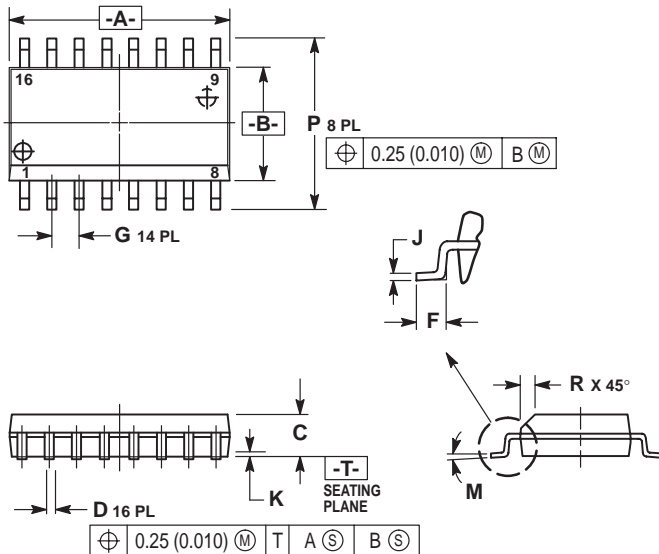 -A-
16 9
-B-
P 8 PL
⌖ 0.25 (0.010) Ⓜ B Ⓜ
1 8
G 14 PL
J
F
R X 45°
C
-T-
SEATING
PLANE
K
M
D 16 PL
⌖ 0.25 (0.010) Ⓜ T A Ⓢ B Ⓢ